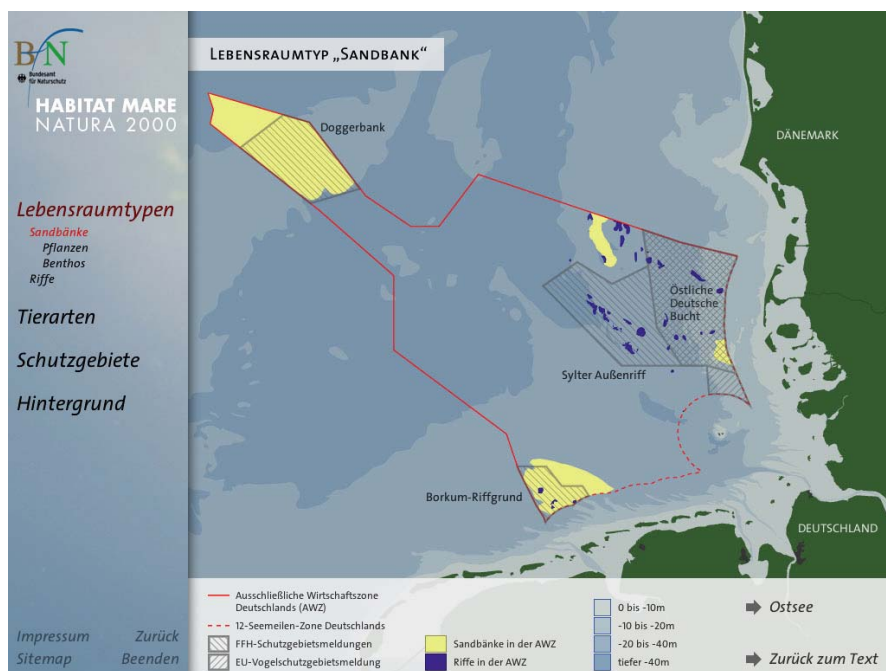 BfN
Bundesamt
für Naturschutz
HABITAT MARE
NATURA 2000
Lebensraumtypen
Sandbänke
Pflanzen
Benthos
Riffe
Tierarten
Schutzgebiete
Hintergrund
Impressum Zurück
Sitemap Beenden
LEBENSRAUMTYP „SANDBANK“
Doggerbank
DÄNEMARK
Östliche
Deutsche
Bucht
Sylter Außenriff
Borkum-Riffgrund
DEUTSCHLAND
Ausschließliche Wirtschaftszone
Deutschlands (AWZ)
12-Seemeilen-Zone Deutschlands
FFH-Schutzgebietsmeldungen
EU-Vogelschutzgebietmeldung
Sandbänke in der AWZ
Riffe in der AWZ
0 bis -10m
-10 bis -20m
-20 bis -40m
tiefer -40m
Ostsee
Zurück zum Text